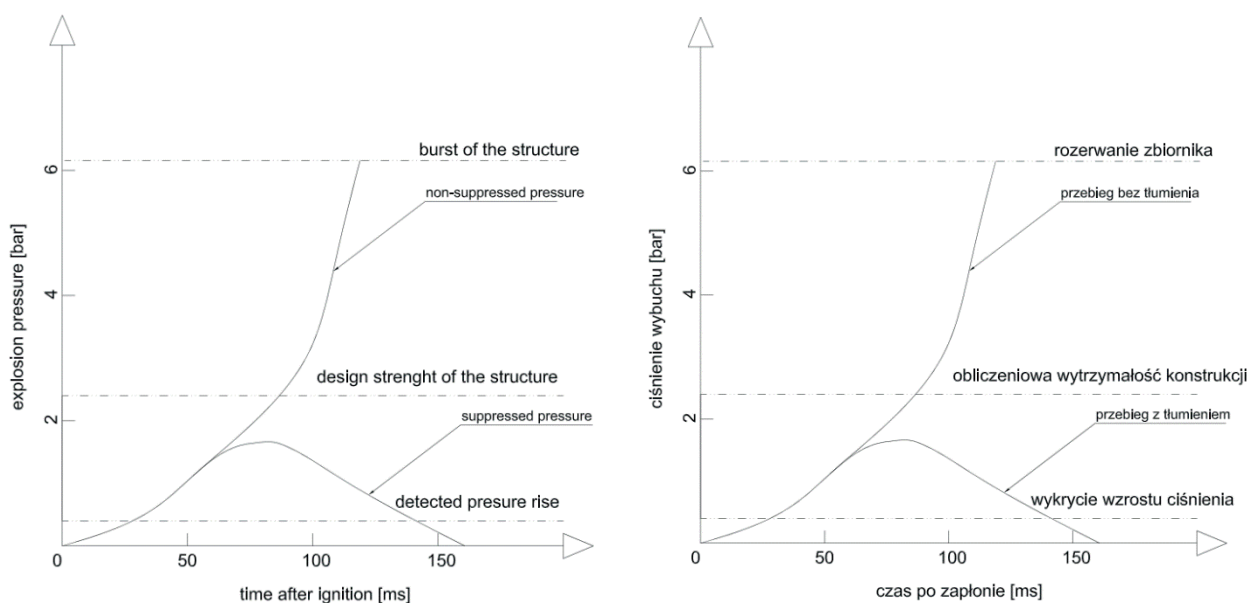 burst of the structure
6
non-suppressed pressure
explosion pressure [bar]
4
design strenght of the structure
2
suppressed pressure
detected presure rise
0
50
100
150
time after ignition [ms]
rozerwanie zbiornika
6
przebieg bez tłumienia
ciśnienie wybuchu [bar]
4
obliczeniowa wytrzymałość konstrukcji
2
przebieg z tłumieniem
wykrycie wzrostu ciśnienia
0
50
100
150
czas po zapłonie [ms]